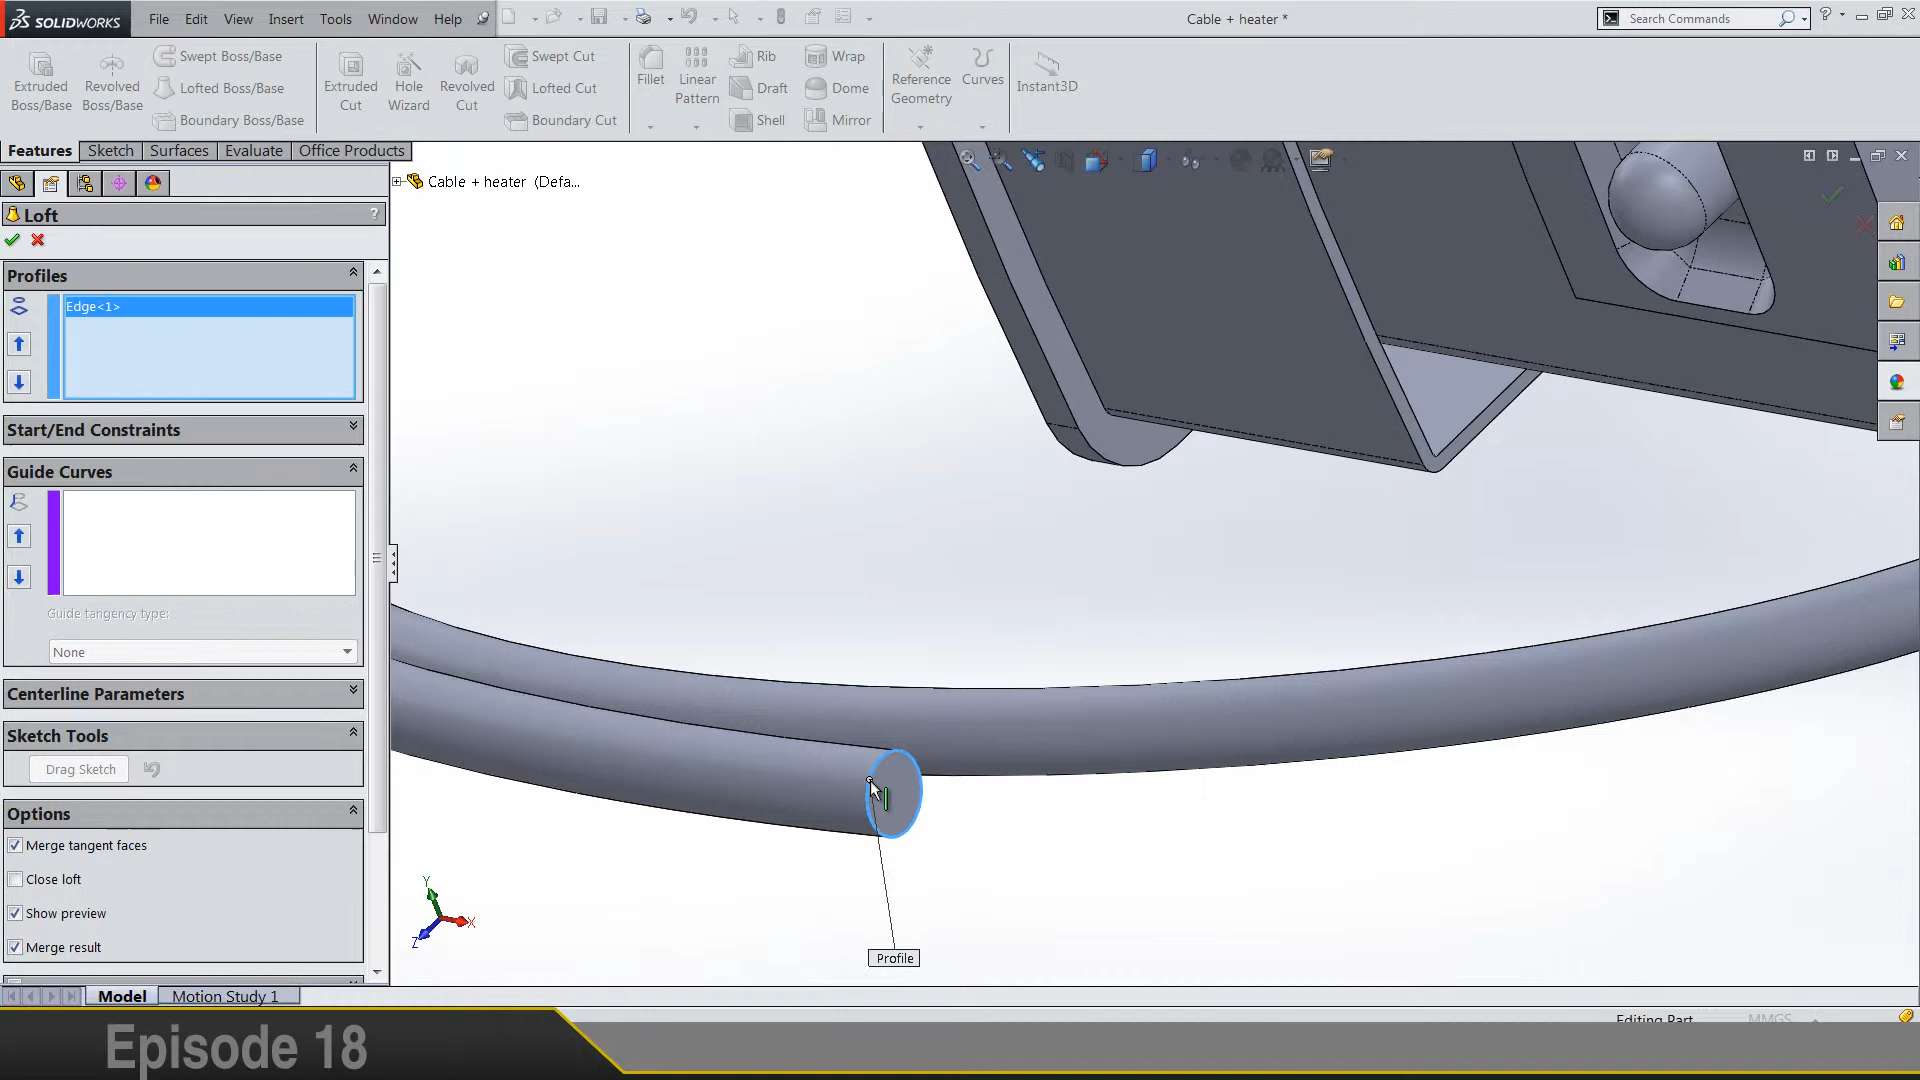 SOLIDWORKS File Edit View Insert Tools Window Help Cable + heater * Search Commands ?
Extruded Boss/Base
Revolved Boss/Base
Swept Boss/Base
Lofted Boss/Base
Boundary Boss/Base
Extruded Cut
Hole Wizard
Revolved Cut
Swept Cut
Lofted Cut
Boundary Cut
Fillet
Linear Pattern
Rib
Draft
Shell
Wrap
Dome
Mirror
Reference Geometry
Curves
Instant3D
Features Sketch Surfaces Evaluate Office Products
Cable + heater (Defa...
Loft ?
Profiles
Edge<1>
Start/End Constraints
Guide Curves
Guide tangency type:
None
Centerline Parameters
Sketch Tools
Drag Sketch
Options
Merge tangent faces
Close loft
Show preview
Merge result
Y
X
Z
Profile
Model Motion Study 1
Editing Part MMGS
Episode 18